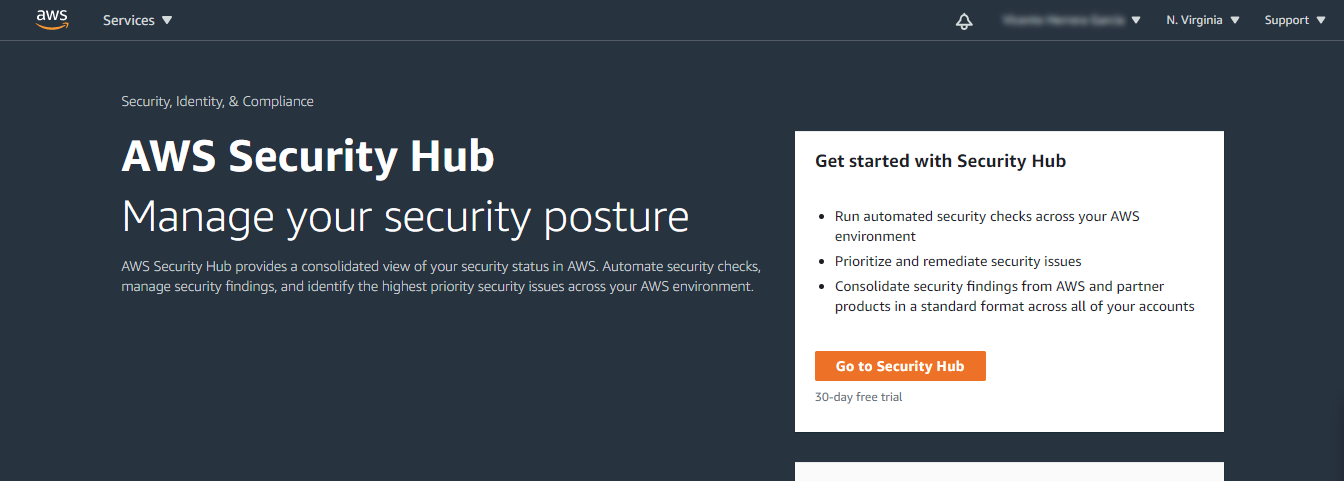 aws
Services
N. Virginia
Support
Security, Identity, & Compliance
AWS Security Hub
Manage your security posture
AWS Security Hub provides a consolidated view of your security status in AWS. Automate security checks,
manage security findings, and identify the highest priority security issues across your AWS environment.
Get started with Security Hub
Run automated security checks across your AWS
environment
Prioritize and remediate security issues
Consolidate security findings from AWS and partner
products in a standard format across all of your accounts
Go to Security Hub
30-day free trial